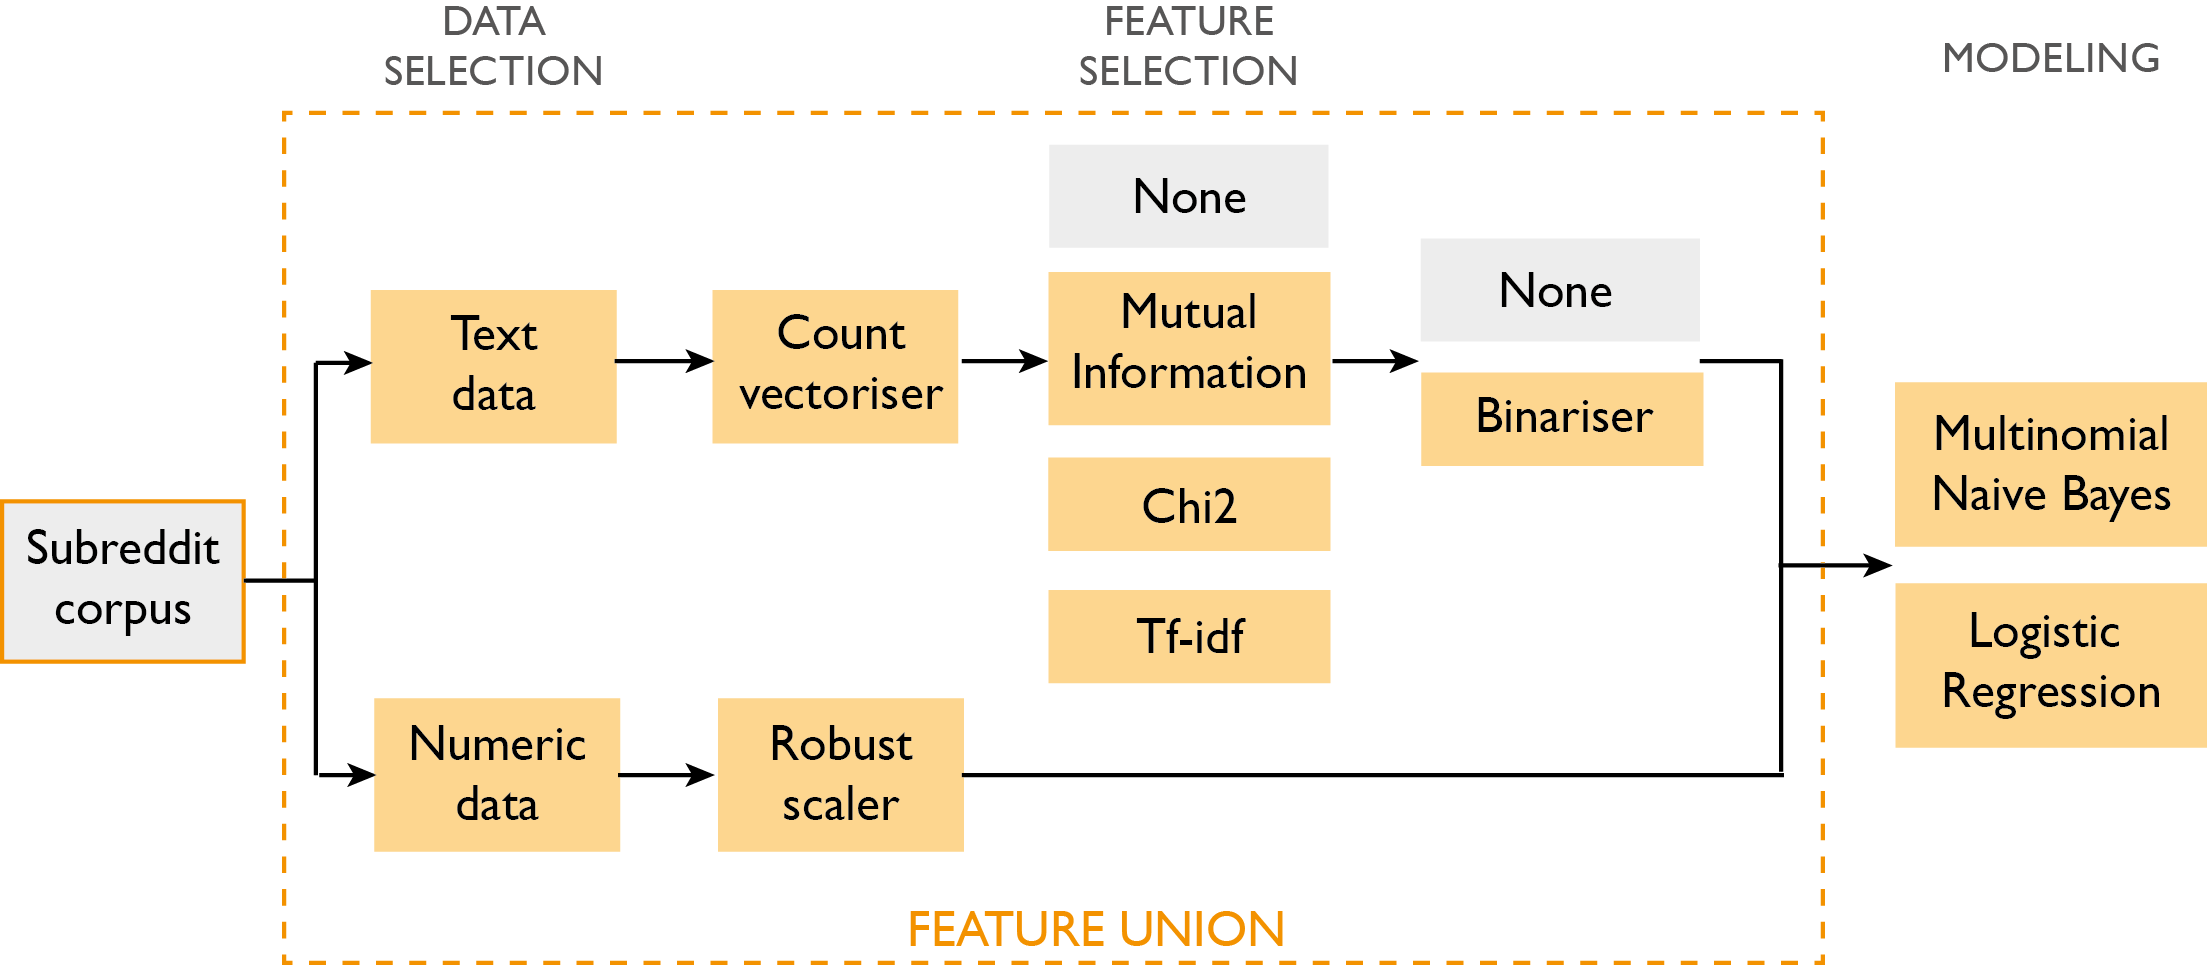 DATA
SELECTION
FEATURE
SELECTION
MODELING
None
None
Text
data
Count
vectoriser
Mutual
Information
Binariser
Chi2
Tf-idf
Subreddit
corpus
Multinomial
Naive Bayes
Logistic
Regression
Numeric
data
Robust
scaler
FEATURE UNION